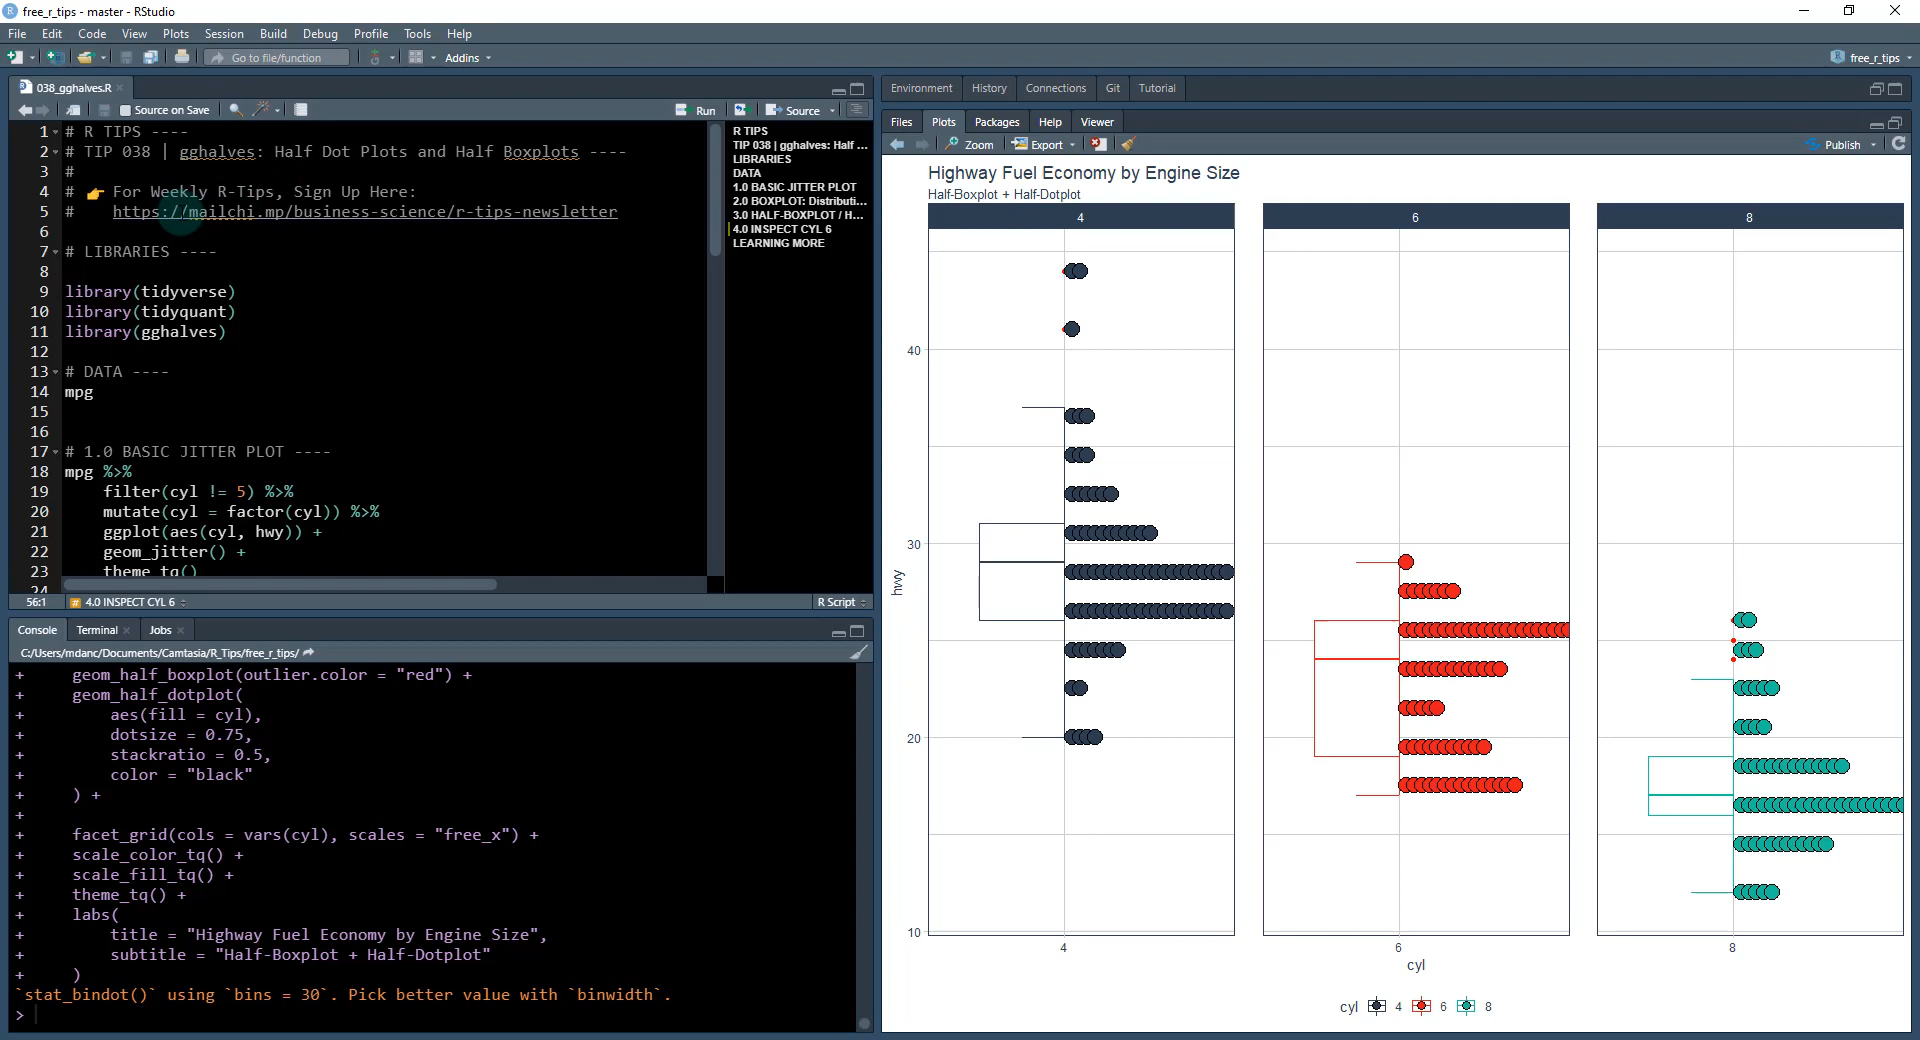 free_r_tips - master - RStudio
File Edit Code View Plots Session Build Debug Profile Tools Help
Go to file/function Addins free_r_tips
038_gghalves.R
Source on Save Run Source
1 # R TIPS ----
2 # TIP 038 | gghalves: Half Dot Plots and Half Boxplots ----
3 #
4 # 👉 For Weekly R-Tips, Sign Up Here:
5 # https://mailchi.mp/business-science/r-tips-newsletter
6
7 # LIBRARIES ----
8
9 library(tidyverse)
10 library(tidyquant)
11 library(gghalves)
12
13 # DATA ----
14 mpg
15
16
17 # 1.0 BASIC JITTER PLOT ----
18 mpg %>%
19 filter(cyl != 5) %>%
20 mutate(cyl = factor(cyl)) %>%
21 ggplot(aes(cyl, hwy)) +
22 geom_jitter() +
23 theme_tq()
24
R TIPS
TIP 038 | gghalves: Half ...
LIBRARIES
DATA
1.0 BASIC JITTER PLOT
2.0 BOXPLOT: Distributi...
3.0 HALF-BOXPLOT / H...
4.0 INSPECT CYL 6
LEARNING MORE
56:1 # 4.0 INSPECT CYL 6 R Script
Console Terminal Jobs
C:/Users/mdanc/Documents/Camtasia/R_Tips/free_r_tips/
+ geom_half_boxplot(outlier.color = "red") +
+ geom_half_dotplot(
+ aes(fill = cyl),
+ dotsize = 0.75,
+ stackratio = 0.5,
+ color = "black"
+ ) +
+
+ facet_grid(cols = vars(cyl), scales = "free_x") +
+ scale_color_tq() +
+ scale_fill_tq() +
+ theme_tq() +
+ labs(
+ title = "Highway Fuel Economy by Engine Size",
+ subtitle = "Half-Boxplot + Half-Dotplot"
+ )
`stat_bindot()` using `bins = 30`. Pick better value with `binwidth`.
>
Environment History Connections Git Tutorial
Files Plots Packages Help Viewer
Zoom Export Publish
Highway Fuel Economy by Engine Size
Half-Boxplot + Half-Dotplot
4 6 8
40
30
20
10
hwy
4 6 8
cyl
cyl 4 6 8